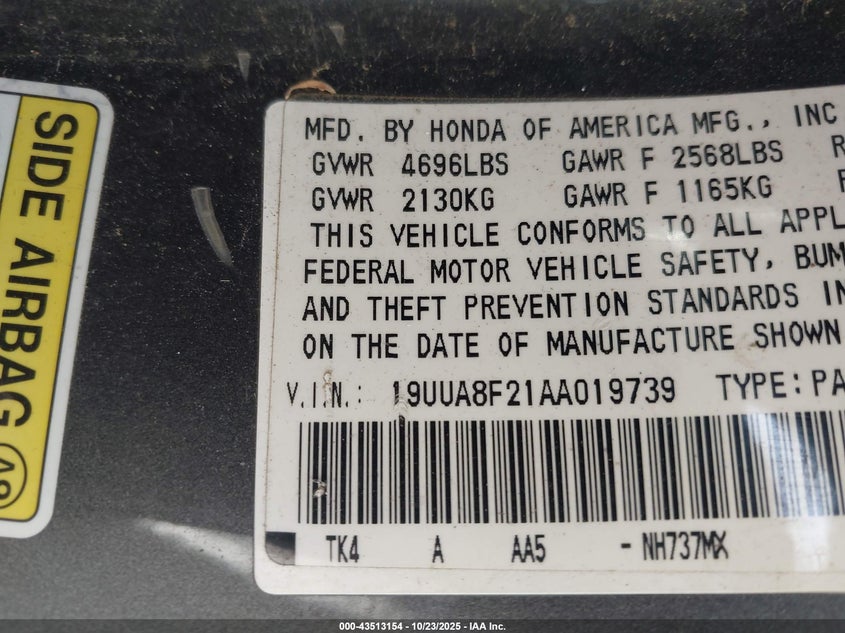 SIDE AIRBAG
MFD. BY HONDA OF AMERICA MFG., INC
GVWR 4696LBS GAWR F 2568LBS R
GVWR 2130KG GAWR F 1165KG
THIS VEHICLE CONFORMS TO ALL APPL
FEDERAL MOTOR VEHICLE SAFETY, BUM
AND THEFT PREVENTION STANDARDS IN
ON THE DATE OF MANUFACTURE SHOWN
V.I.N.: 19UUA8F21AA019739 TYPE:PA
TK4 A AA5 -NH737MX
000-43513154 - 10/23/2025 - IAA Inc.